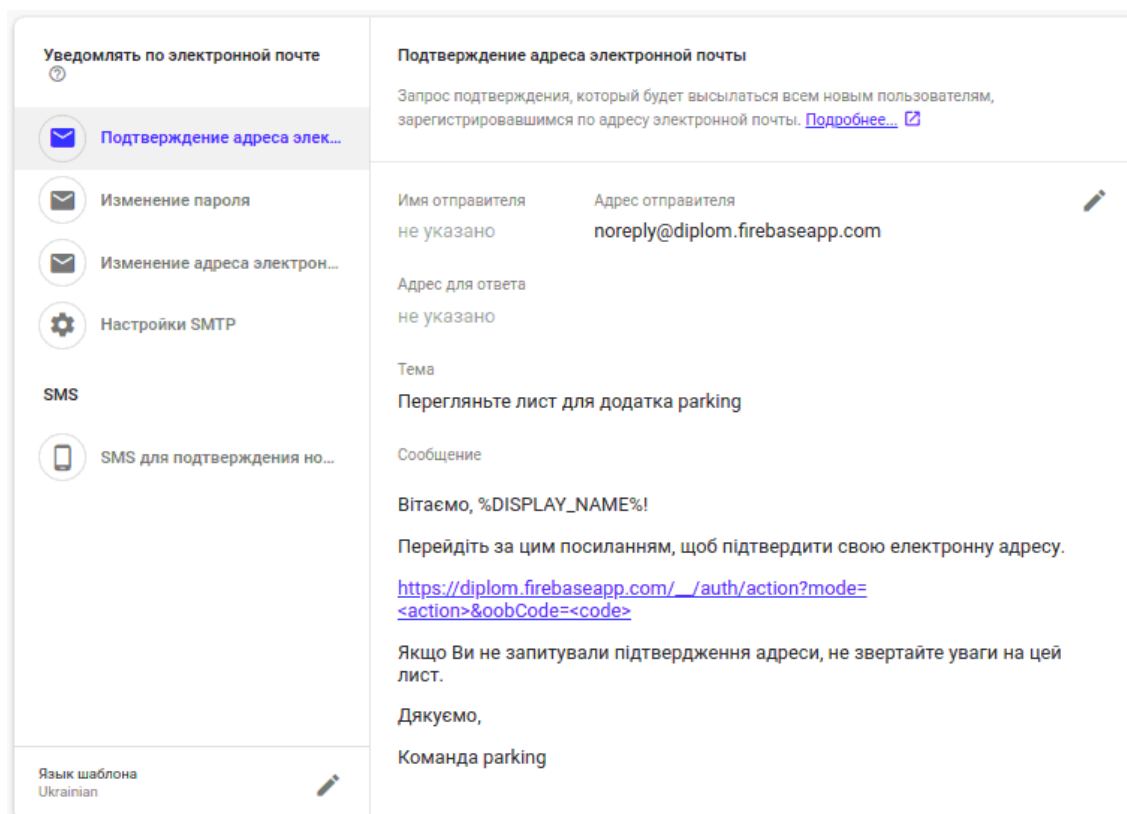 Уведомлять по электронной почте
Подтверждение адреса элек...
Изменение пароля
Изменение адреса электрон...
Настройки SMTP
SMS
SMS для подтверждения но...
Язык шаблона
Ukrainian
Подтверждение адреса электронной почты
Запрос подтверждения, который будет высылаться всем новым пользователям,
зарегистрировавшимся по адресу электронной почты. Подробнее...
Имя отправителя
не указано
Адрес отправителя
noreply@diplom.firebaseapp.com
Адрес для ответа
не указано
Тема
Перегляньте лист для додатка parking
Сообщение
Вітаємо, %DISPLAY_NAME%!
Перейдіть за цим посиланням, щоб підтвердити свою електронну адресу.
https://diplom.firebaseapp.com/__/auth/action?mode=
<action>&oobCode=<code>
Якщо Ви не запитували підтвердження адреси, не звертайте уваги на цей
лист.
Дякуємо,
Команда parking